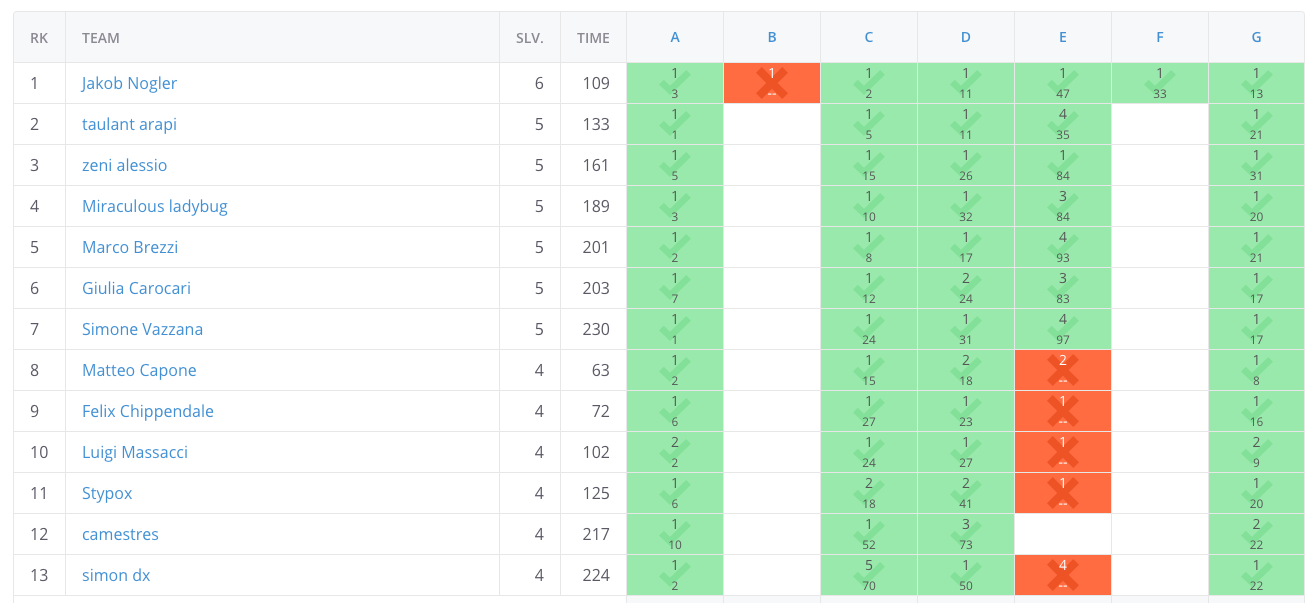 RK TEAM SLV. TIME A B C D E F G
1 Jakob Nogler 6 109 1 1 1 1 1 1 1
3 -- 2 11 47 33 13
2 taulant arapi 5 133 1 1 1 4 1
1 5 11 35 21
3 zeni alessio 5 161 1 1 1 1 1
5 15 26 84 31
4 Miraculous ladybug 5 189 1 1 1 3 1
3 10 32 84 20
5 Marco Brezzi 5 201 1 1 1 4 1
2 8 17 93 21
6 Giulia Carocari 5 203 1 1 2 3 1
7 12 24 83 17
7 Simone Vazzana 5 230 1 1 1 4 1
1 24 31 97 17
8 Matteo Capone 4 63 1 1 2 2 1
2 15 18 -- 8
9 Felix Chippendale 4 72 1 1 1 1 1
6 27 23 -- 16
10 Luigi Massacci 4 102 2 1 1 1 2
2 24 27 -- 9
11 Stypox 4 125 1 2 2 1 1
6 18 41 -- 20
12 camestres 4 217 1 1 3 2
10 52 73 22
13 simon dx 4 224 1 5 1 4 1
2 70 50 -- 22